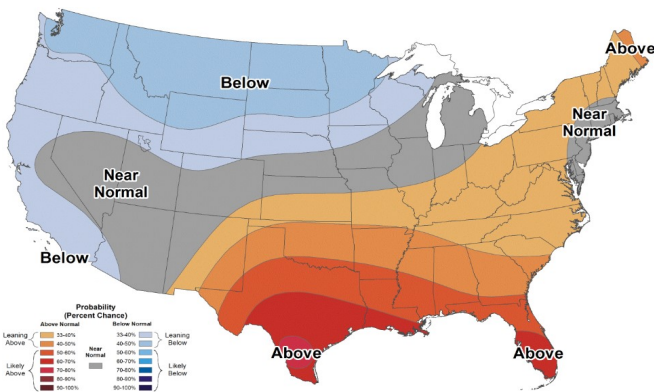 Above
Below
Near
Normal
Near
Normal
Below
Above
Above
Probability
(Percent Chance)
Above Normal
Below Normal
Leaning
Above
33-40%
40-50%
Likely
Above
50-60%
60-70%
70-80%
80-90%
90-100%
Near
Normal
33-40%
40-50%
Leaning
Below
50-60%
60-70%
70-80%
80-90%
90-100%
Likely
Below